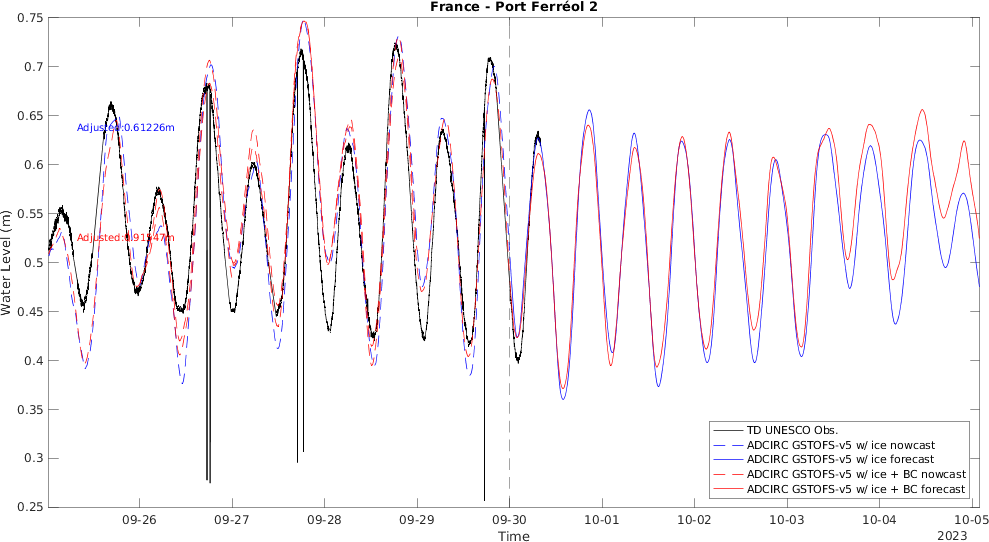 France - Port Ferréol 2
0.75
0.7
0.65
0.6
0.55
0.5
0.45
0.4
0.35
0.3
0.25
Water Level (m)
Adjusted:0.61226m
TD UNESCO Obs.
ADCIRC GSTOFS-v5 w/ ice nowcast
ADCIRC GSTOFS-v5 w/ ice forecast
ADCIRC GSTOFS-v5 w/ ice + BC nowcast
ADCIRC GSTOFS-v5 w/ ice + BC forecast
09-26 09-27 09-28 09-29 09-30 10-01 10-02 10-03 10-04 10-05
Time
2023